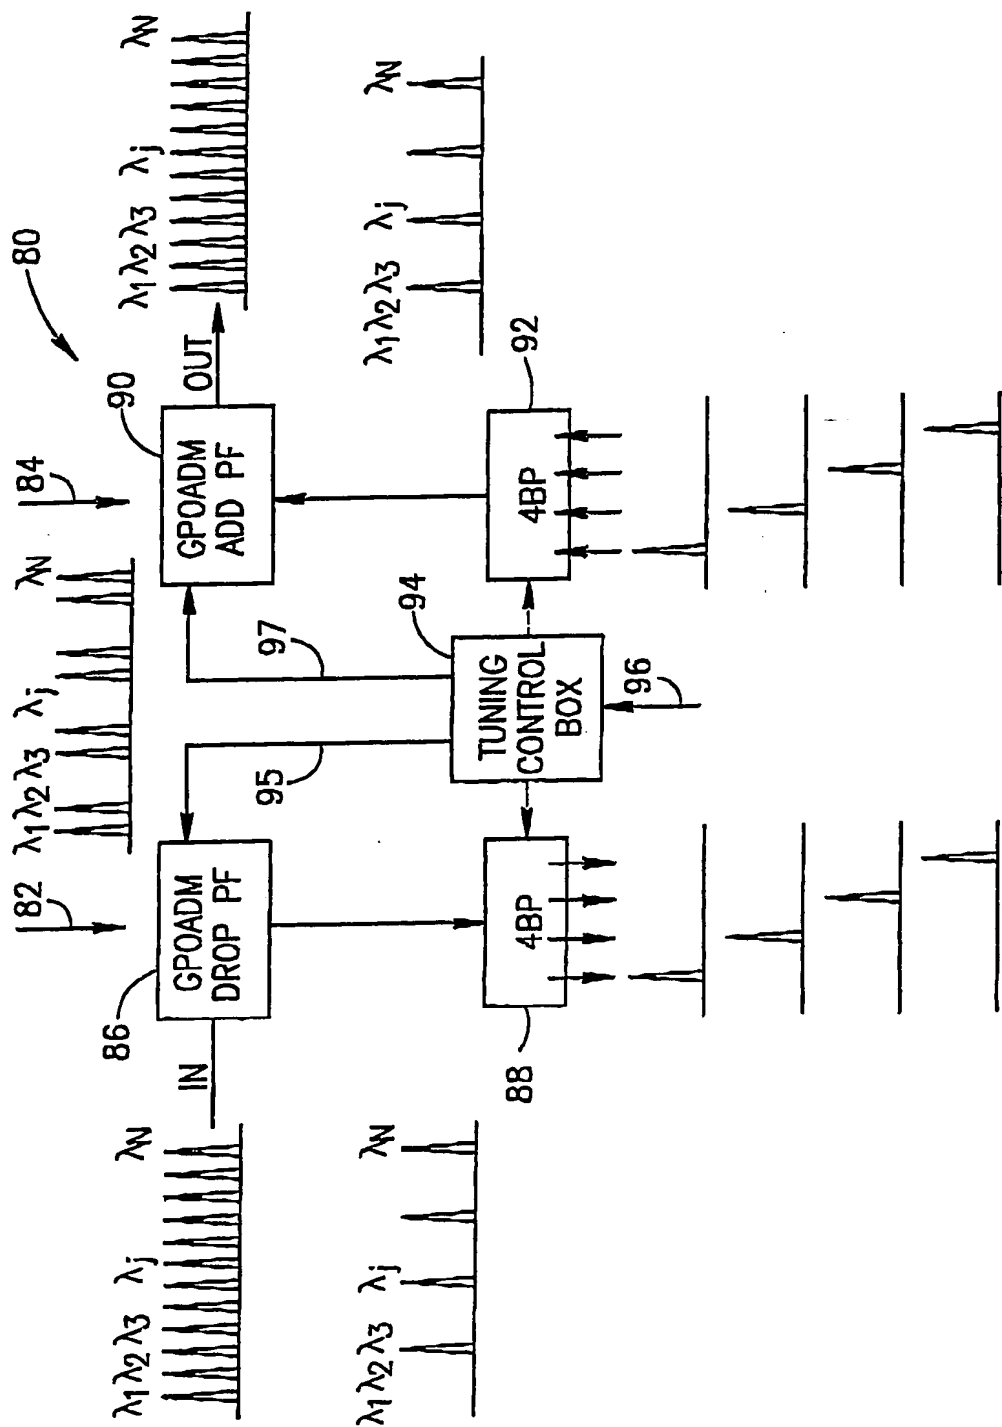 80
82
84
λ1 λ2 λ3 λj λN
λ1 λ2 λ3 λj λN
λ1 λ2 λ3 λj λN
IN
86
GPOADM
DROP PF
90
GPOADM
ADD PF
OUT
95
97
λ1 λ2 λ3 λj λN
λ1 λ2 λ3 λj λN
88
4BP
94
TUNING
CONTROL
BOX
96
4BP
92